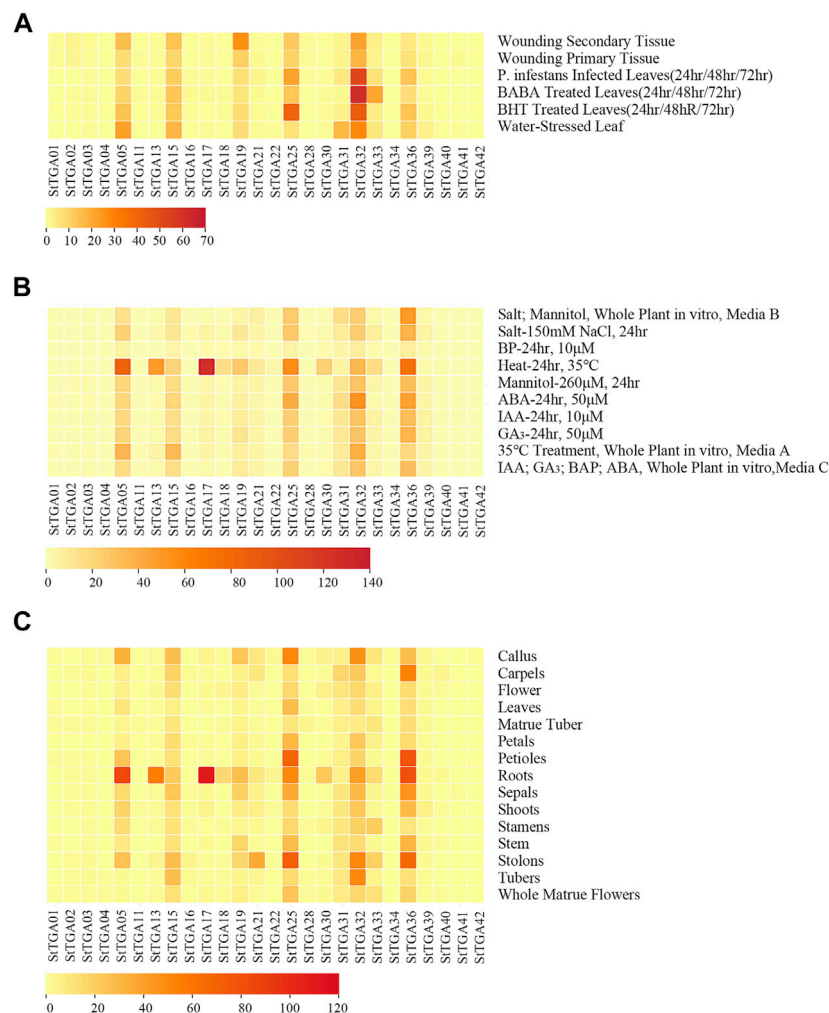 A
Wounding Secondary Tissue
Wounding Primary Tissue
P. infestans Infected Leaves(24hr/48hr/72hr)
BABA Treated Leaves(24hr/48hr/72hr)
BHT Treated Leaves(24hr/48hR/72hr)
Water-Stressed Leaf
StTGA01 StTGA02 StTGA03 StTGA04 StTGA05 StTGA11 StTGA13 StTGA15 StTGA16 StTGA17 StTGA18 StTGA19 StTGA21 StTGA22 StTGA25 StTGA28 StTGA30 StTGA31 StTGA32 StTGA33 StTGA34 StTGA36 StTGA39 StTGA40 StTGA41 StTGA42
0 10 20 30 40 50 60 70
B
Salt; Mannitol, Whole Plant in vitro, Media B
Salt-150mM NaCl, 24hr
BP-24hr, 10μM
Heat-24hr, 35°C
Mannitol-260μM, 24hr
ABA-24hr, 50μM
IAA-24hr, 10μM
GA₃-24hr, 50μM
35°C Treatment, Whole Plant in vitro, Media A
IAA; GA₃; BAP; ABA, Whole Plant in vitro,Media C
StTGA01 StTGA02 StTGA03 StTGA04 StTGA05 StTGA11 StTGA13 StTGA15 StTGA16 StTGA17 StTGA18 StTGA19 StTGA21 StTGA22 StTGA25 StTGA28 StTGA30 StTGA31 StTGA32 StTGA33 StTGA34 StTGA36 StTGA39 StTGA40 StTGA41 StTGA42
0 20 40 60 80 100 120 140
C
Callus
Carpels
Flower
Leaves
Matrue Tuber
Petals
Petioles
Roots
Sepals
Shoots
Stamens
Stem
Stolons
Tubers
Whole Matrue Flowers
StTGA01 StTGA02 StTGA03 StTGA04 StTGA05 StTGA11 StTGA13 StTGA15 StTGA16 StTGA17 StTGA18 StTGA19 StTGA21 StTGA22 StTGA25 StTGA28 StTGA30 StTGA31 StTGA32 StTGA33 StTGA34 StTGA36 StTGA39 StTGA40 StTGA41 StTGA42
0 20 40 60 80 100 120